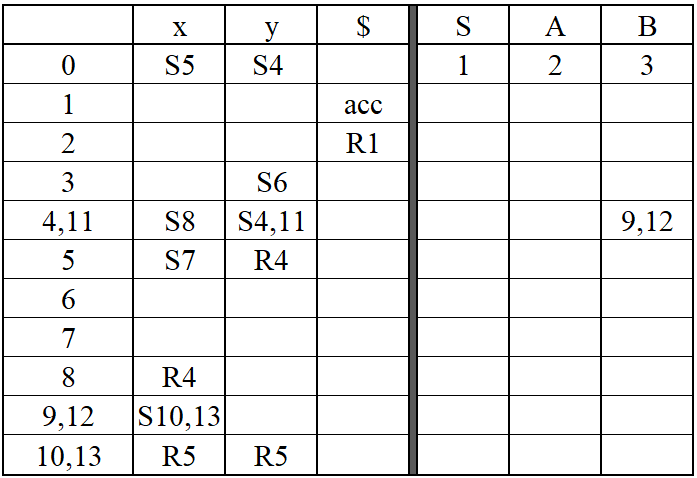 x y $ S A B
0 S5 S4 1 2 3
1 acc
2 R1
3 S6
4,11 S8 S4,11 9,12
5 S7 R4
6
7
8 R4
9,12 S10,13
10,13 R5 R5